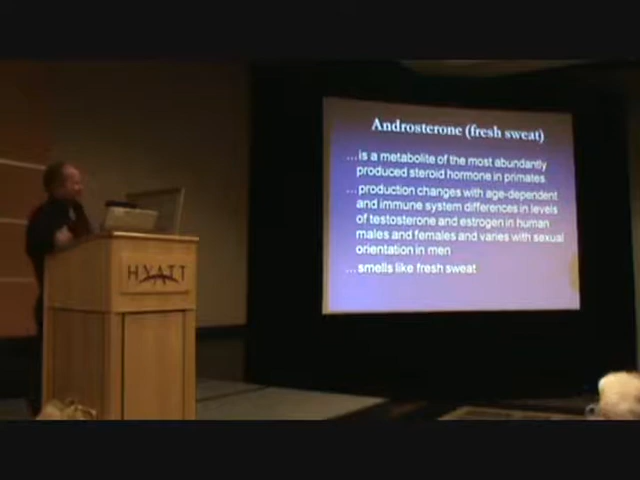 Androsterone (fresh sweat)
...is a metabolite of the most abundantly
produced steroid hormone in primates
...production changes with age-dependent
and immune system differences in levels
of testosterone and estrogen in human
males and females and varies with sexual
orientation in men
...smells like fresh sweat
HYATT